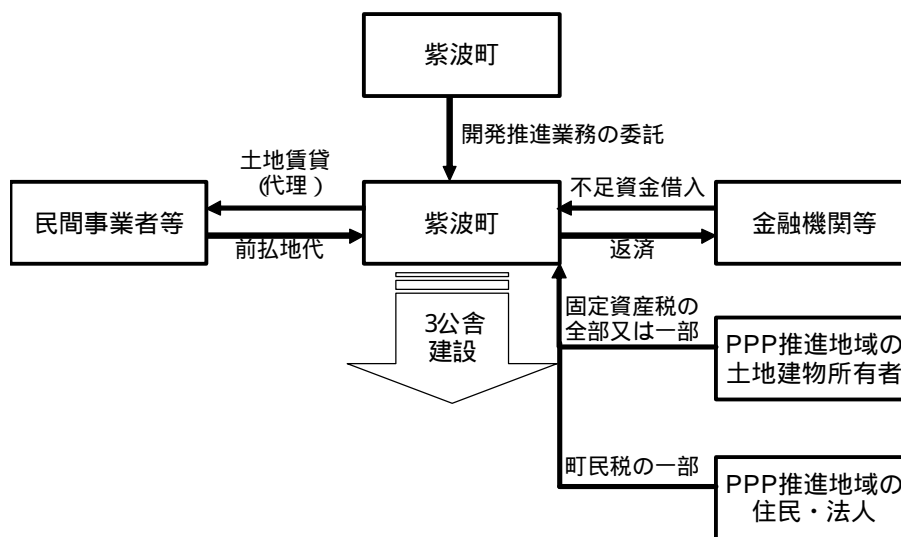 紫波町
開発推進業務の委託
土地賃貸
(代理)
不足資金借入
民間事業者等
紫波町
金融機関等
前払地代
返済
3公舎
建設
固定資産税の
全部又は一部
PPP推進地域の
土地建物所有者
町民税の一部
PPP推進地域の
住民・法人